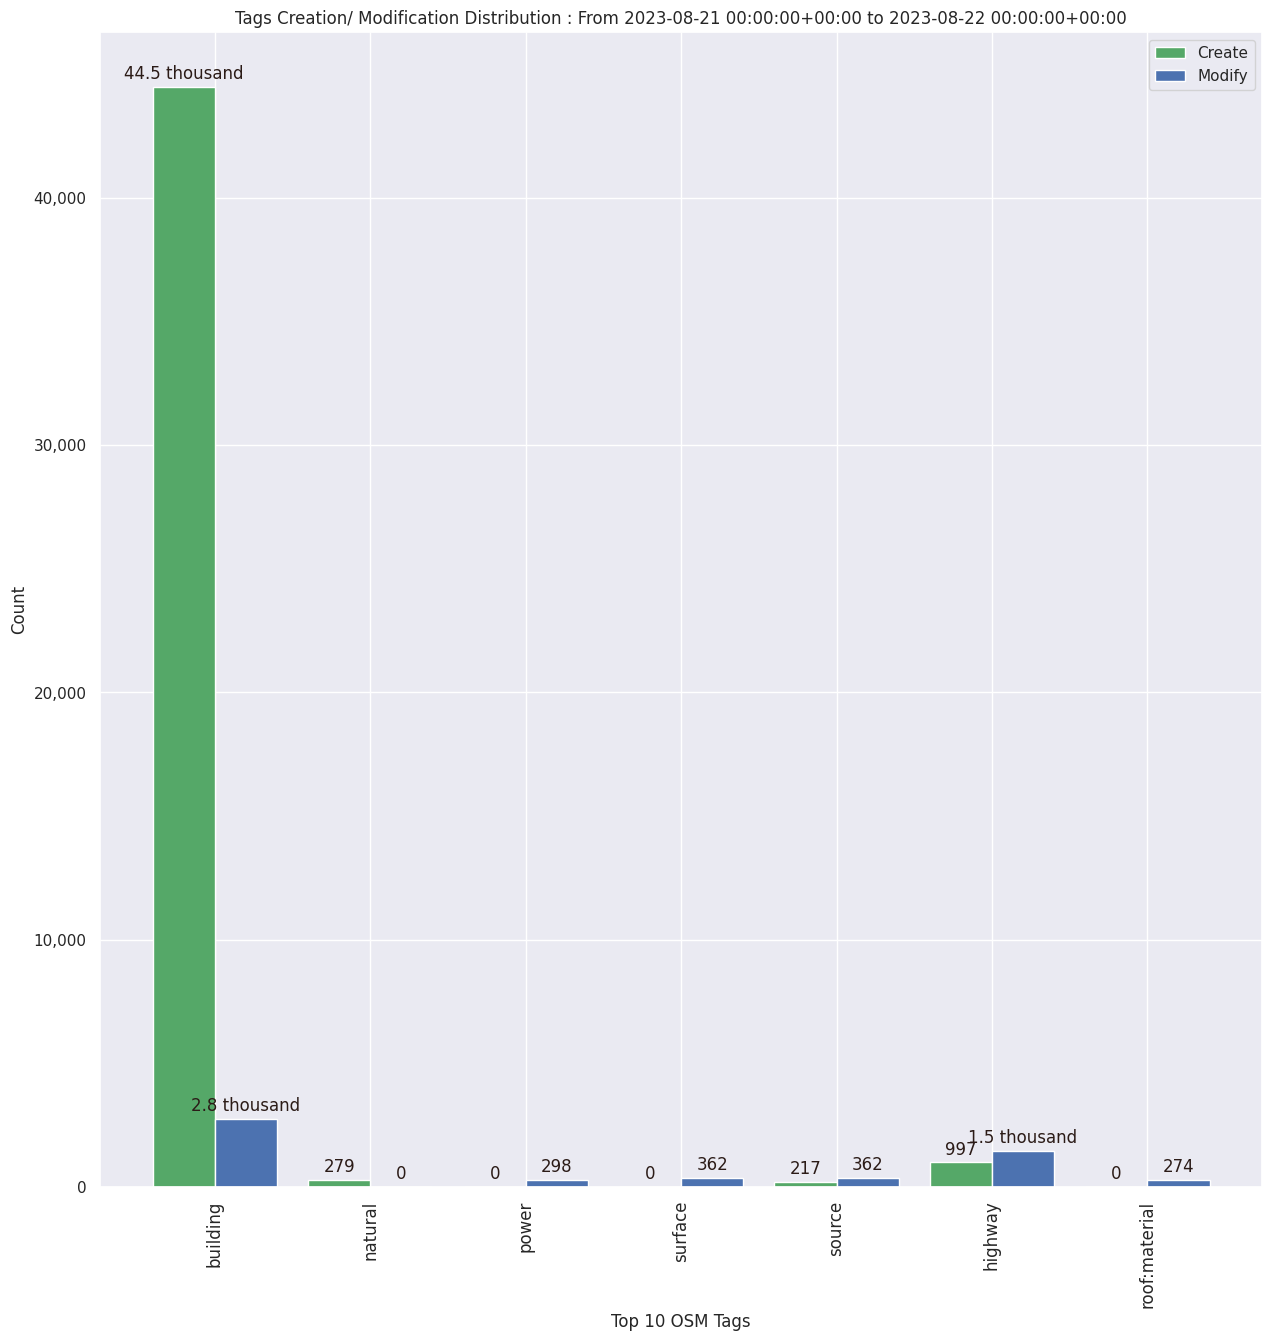 Tags Creation/ Modification Distribution : From 2023-08-21 00:00:00+00:00 to 2023-08-22 00:00:00+00:00
Create
Modify
44.5 thousand
40,000
30,000
20,000
10,000
0
Count
2.8 thousand
279
0
0
298
0
362
217
362
997
1.5 thousand
0
274
building
natural
power
surface
source
highway
roof:material
Top 10 OSM Tags